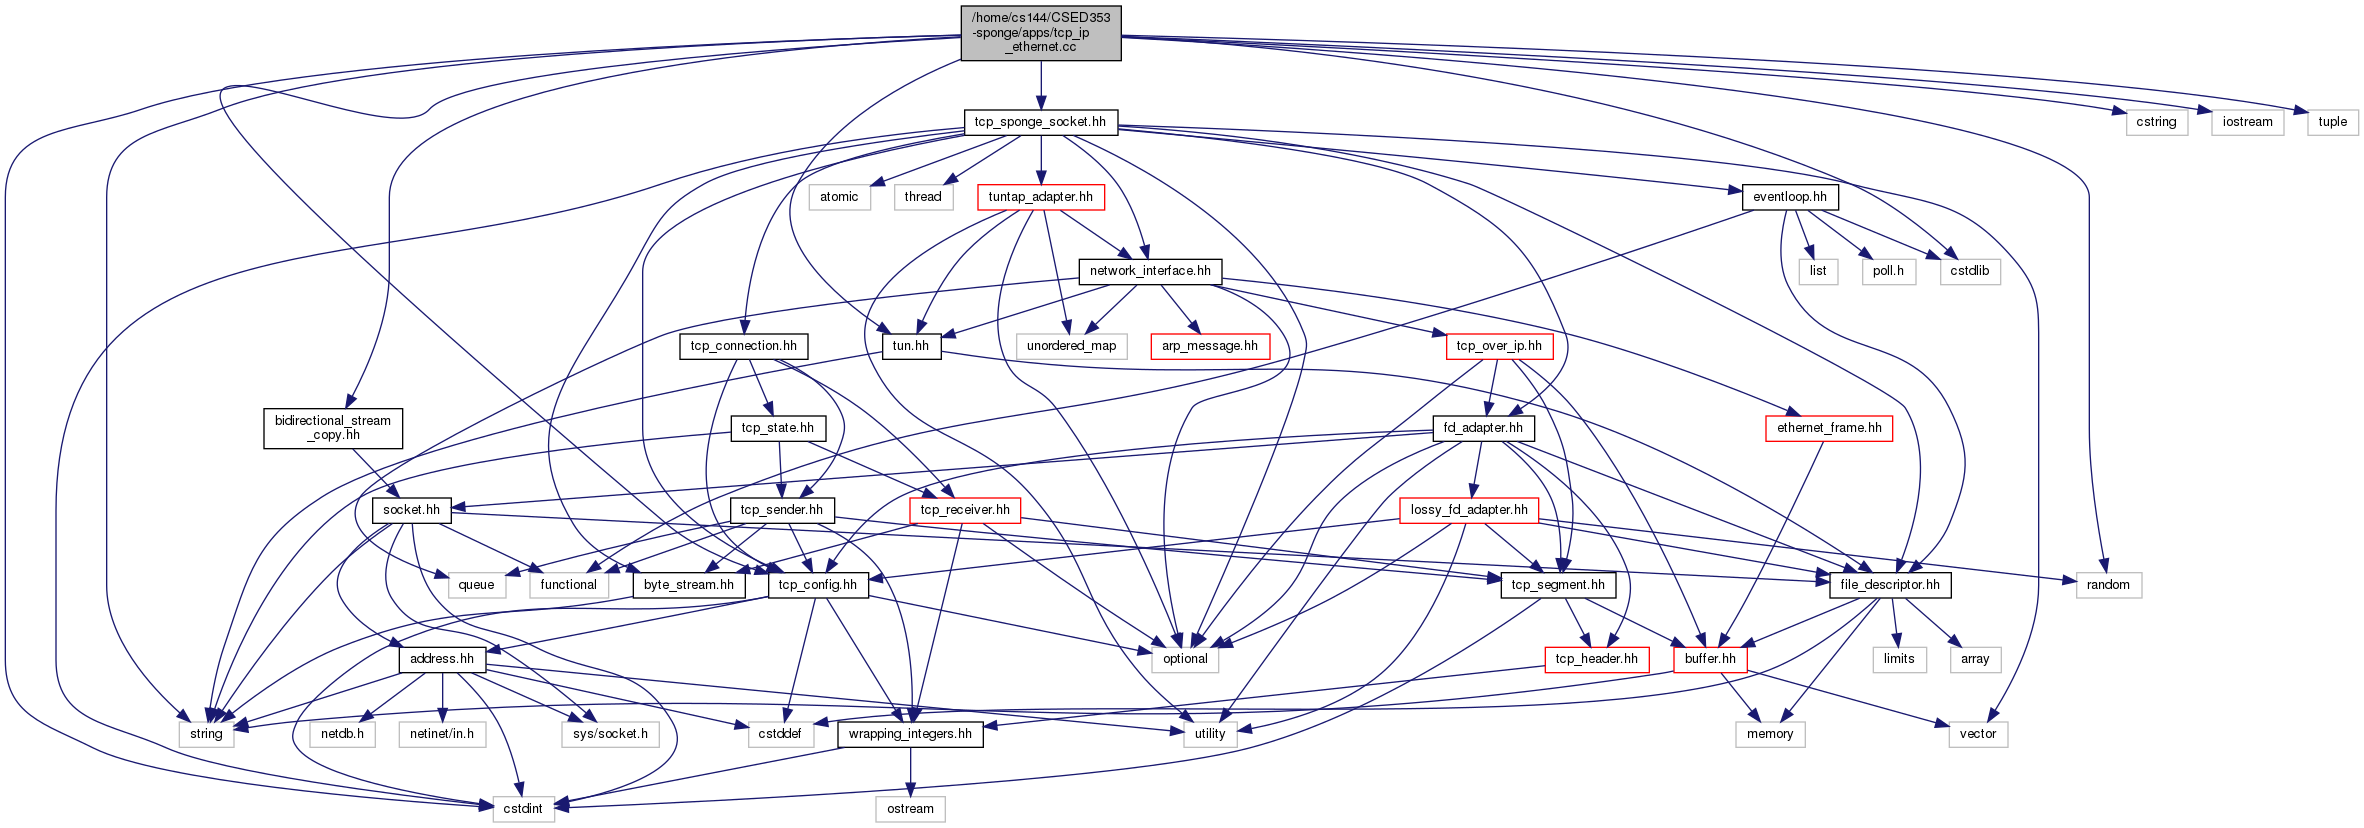 /home/cs144/CSED353
-sponge/apps/tcp_ip
_ethernet.cc
tcp_sponge_socket.hh
cstring
iostream
tuple
atomic
thread
tuntap_adapter.hh
eventloop.hh
network_interface.hh
list
poll.h
cstdlib
tcp_connection.hh
tun.hh
unordered_map
arp_message.hh
tcp_over_ip.hh
bidirectional_stream
_copy.hh
tcp_state.hh
fd_adapter.hh
ethernet_frame.hh
socket.hh
tcp_sender.hh
tcp_receiver.hh
lossy_fd_adapter.hh
queue
functional
byte_stream.hh
tcp_config.hh
tcp_segment.hh
file_descriptor.hh
random
address.hh
optional
tcp_header.hh
buffer.hh
limits
array
string
netdb.h
netinet/in.h
sys/socket.h
cstddef
wrapping_integers.hh
utility
memory
vector
cstdint
ostream